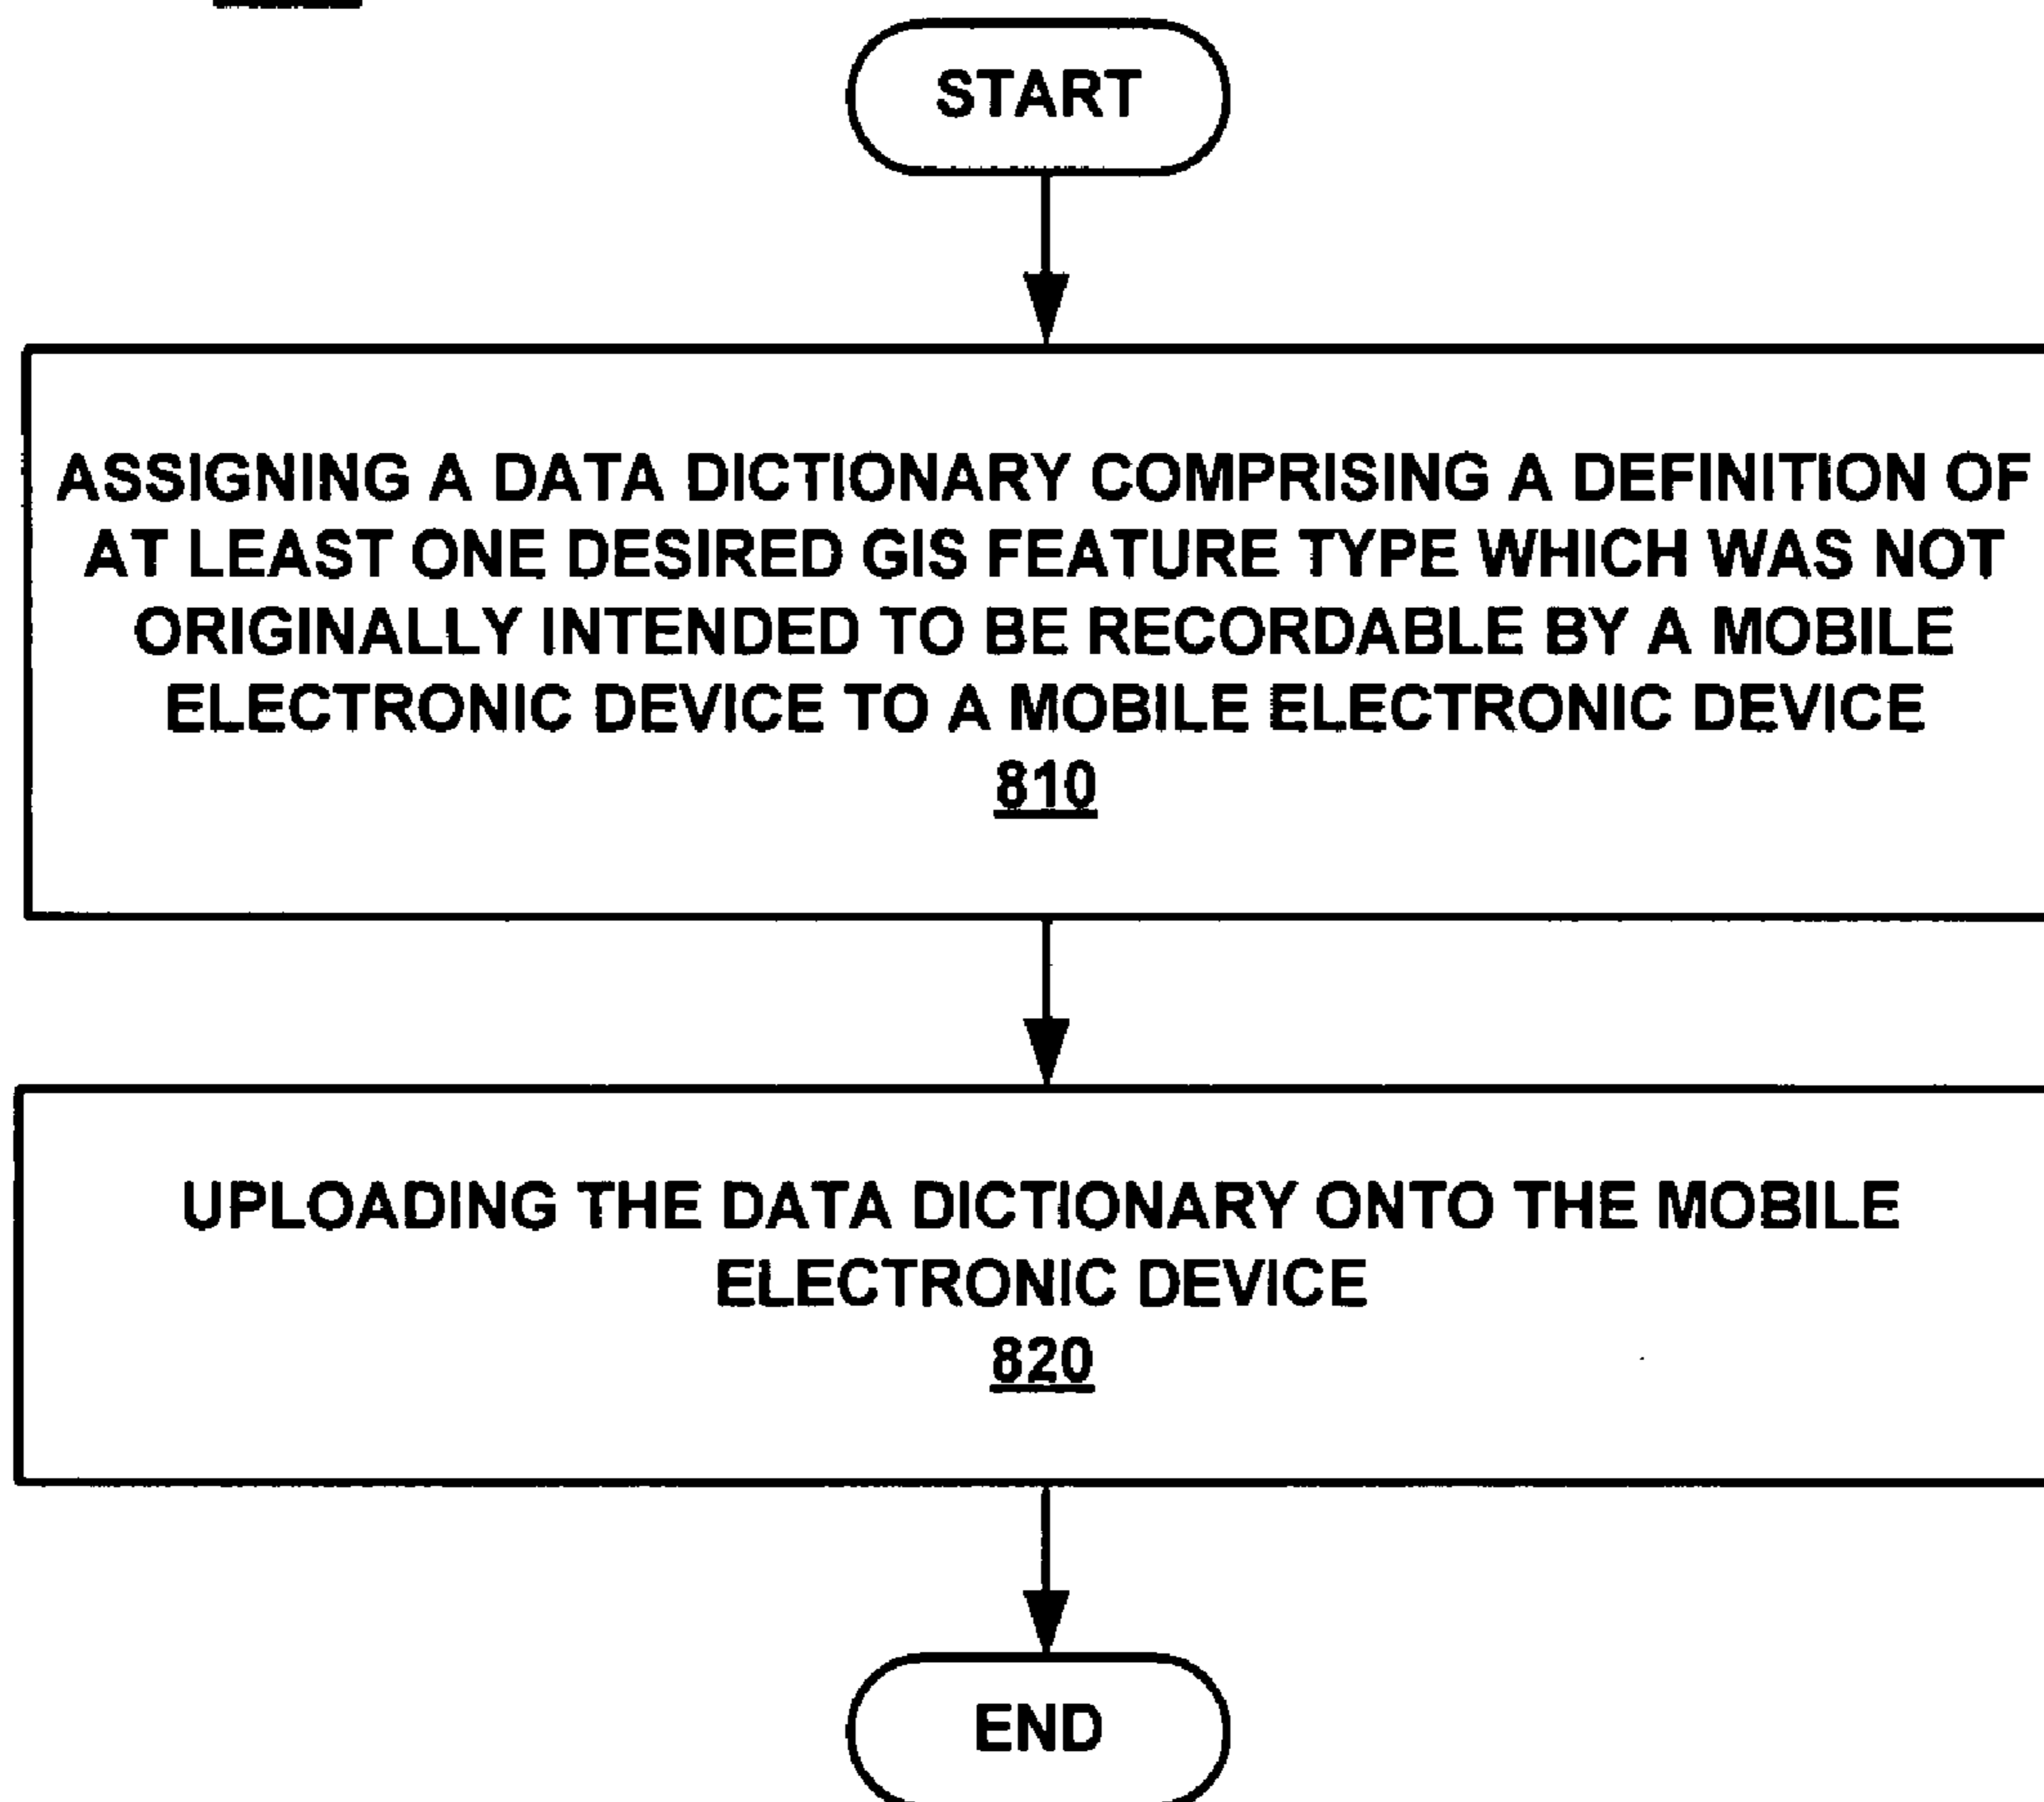 START
ASSIGNING A DATA DICTIONARY COMPRISING A DEFINITION OF
AT LEAST ONE DESIRED GIS FEATURE TYPE WHICH WAS NOT
ORIGINALLY INTENDED TO BE RECORDABLE BY A MOBILE
ELECTRONIC DEVICE TO A MOBILE ELECTRONIC DEVICE
810
UPLOADING THE DATA DICTIONARY ONTO THE MOBILE
ELECTRONIC DEVICE
820
END